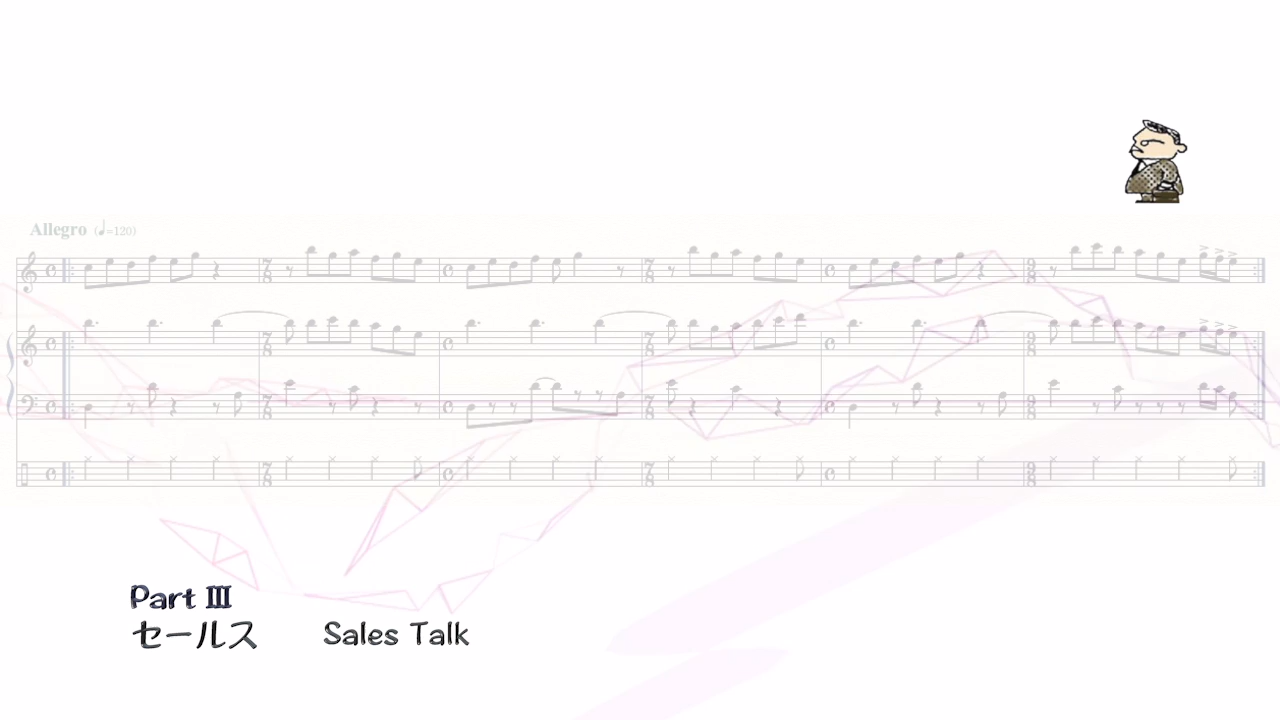 Allegro (♩=120)
Part Ⅲ
セールス Sales Talk